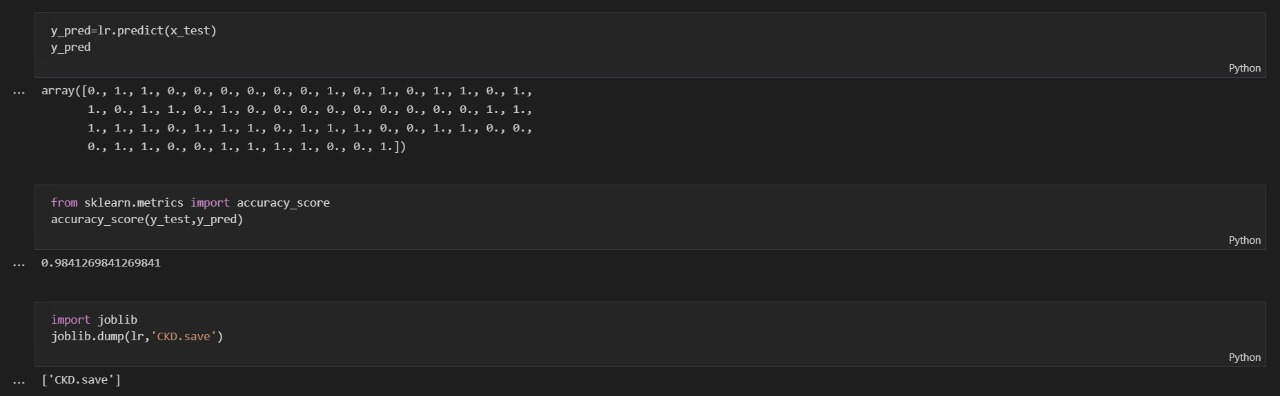 y_pred=lr.predict(x_test)
y_pred
Python
... array([0., 1., 1., 0., 0., 0., 0., 0., 0., 1., 0., 1., 0., 1., 1., 0., 1.,
1., 0., 1., 1., 0., 1., 0., 0., 0., 0., 0., 0., 0., 0., 1., 1.,
1., 1., 1., 0., 1., 1., 1., 0., 1., 1., 1., 0., 0., 1., 1., 0., 0.,
0., 1., 1., 0., 0., 1., 1., 1., 1., 0., 0., 1.])
from sklearn.metrics import accuracy_score
accuracy_score(y_test,y_pred)
Python
... 0.9841269841269841
import joblib
joblib.dump(lr,'CKD.save')
Python
... ['CKD.save']